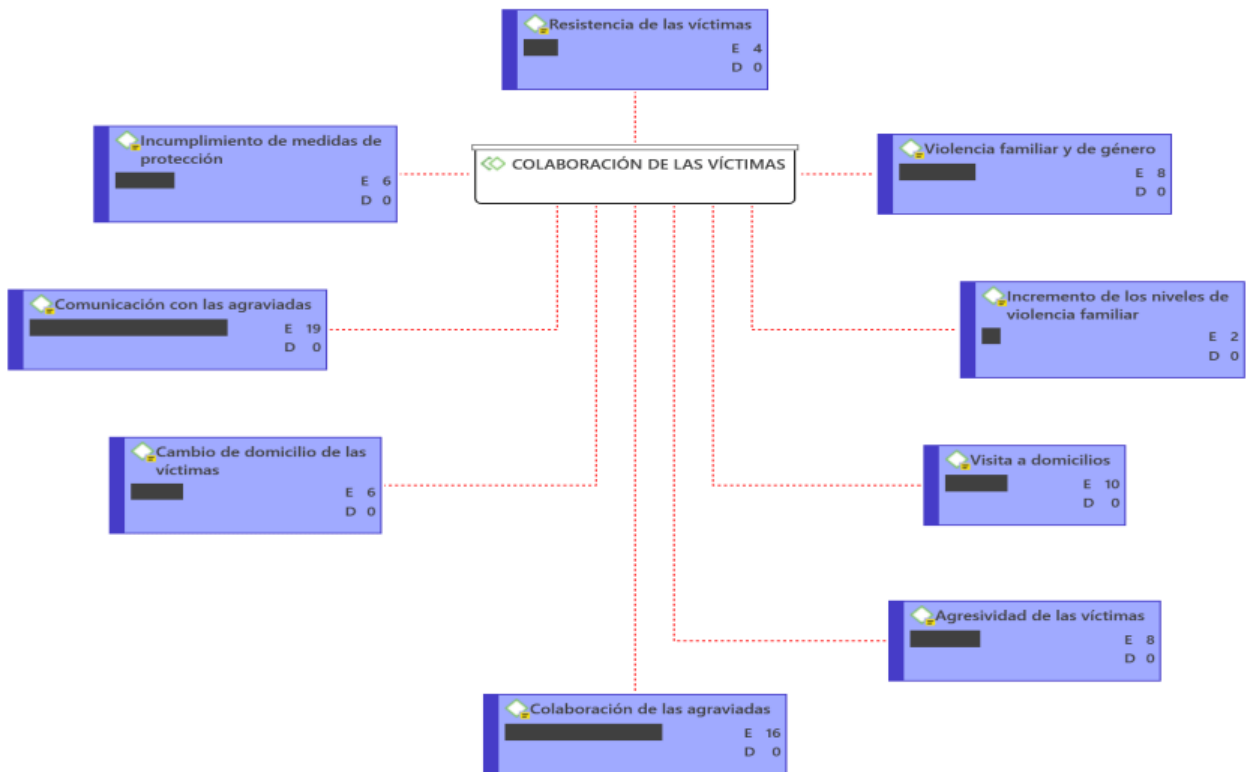 Resistencia de las víctimas
E 4
D 0
Incumplimiento de medidas de
protección
E 6
D 0
COLABORACIÓN DE LAS VÍCTIMAS
Violencia familiar y de género
E 8
D 0
Comunicación con las agraviadas
E 19
D 0
Incremento de los niveles de
violencia familiar
E 2
D 0
Cambio de domicilio de las
víctimas
E 6
D 0
Visita a domicilios
E 10
D 0
Agresividad de las víctimas
E 8
D 0
Colaboración de las agraviadas
E 16
D 0